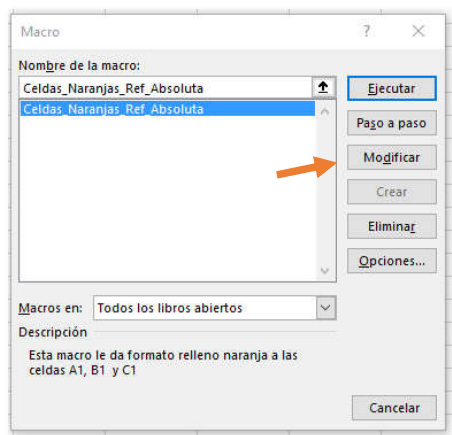 Macro
Nombre de la macro:
Celdas_Naranjas_Ref_Absoluta
Celdas_Naranjas_Ref_Absoluta
Ejecutar
Paso a paso
Modificar
Crear
Eliminar
Opciones...
Macros en: Todos los libros abiertos
Descripción
Esta macro le da formato relleno naranja a las
celdas A1, B1 y C1
Cancelar